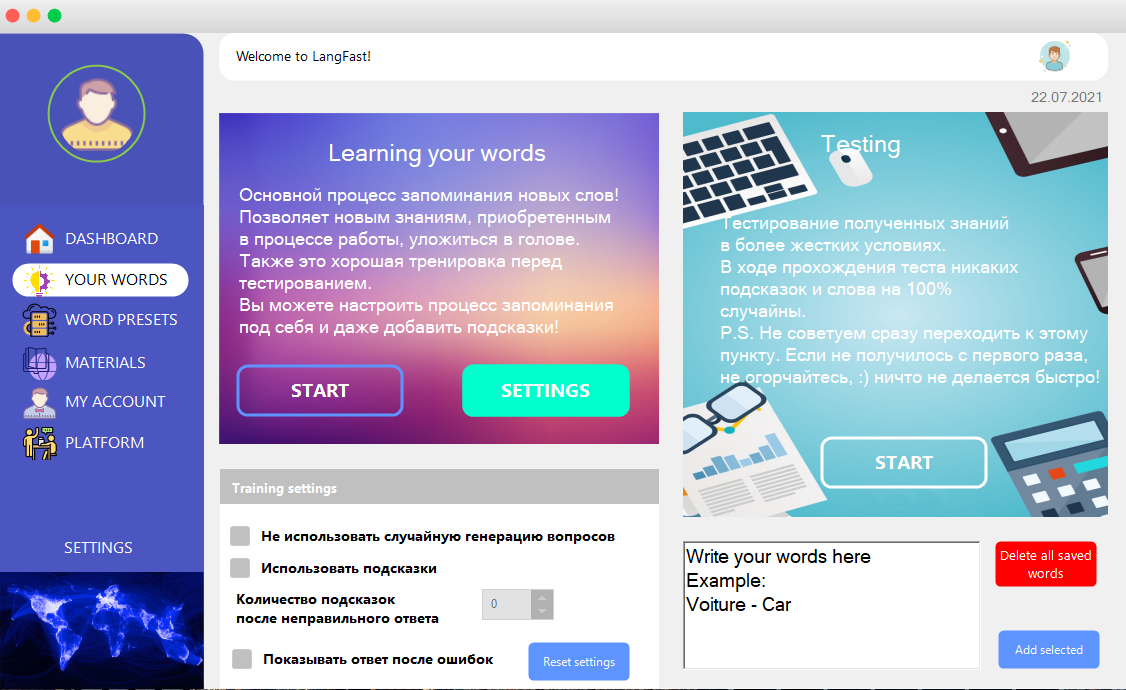 Welcome to LangFast!
22.07.2021
DASHBOARD
YOUR WORDS
WORD PRESETS
MATERIALS
MY ACCOUNT
PLATFORM
SETTINGS
Learning your words
Основной процесс запоминания новых слов!
Позволяет новым знаниям, приобретенным
в процессе работы, уложиться в голове.
Также это хорошая тренировка перед
тестированием.
Вы можете настроить процесс запоминания
под себя и даже добавить подсказки!
START
SETTINGS
Testing
Тестирование полученных знаний
в более жестких условиях.
В ходе прохождения теста никаких
подсказок и слова на 100%
случайны.
P.S. Не советуем сразу переходить к этому
пункту. Если не получилось с первого раза,
не огорчайтесь, :) ничто не делается быстро!
START
Training settings
Не использовать случайную генерацию вопросов
Использовать подсказки
Количество подсказок
после неправильного ответа
0
Показывать ответ после ошибок
Reset settings
Write your words here
Example:
Voiture - Car
Delete all saved
words
Add selected